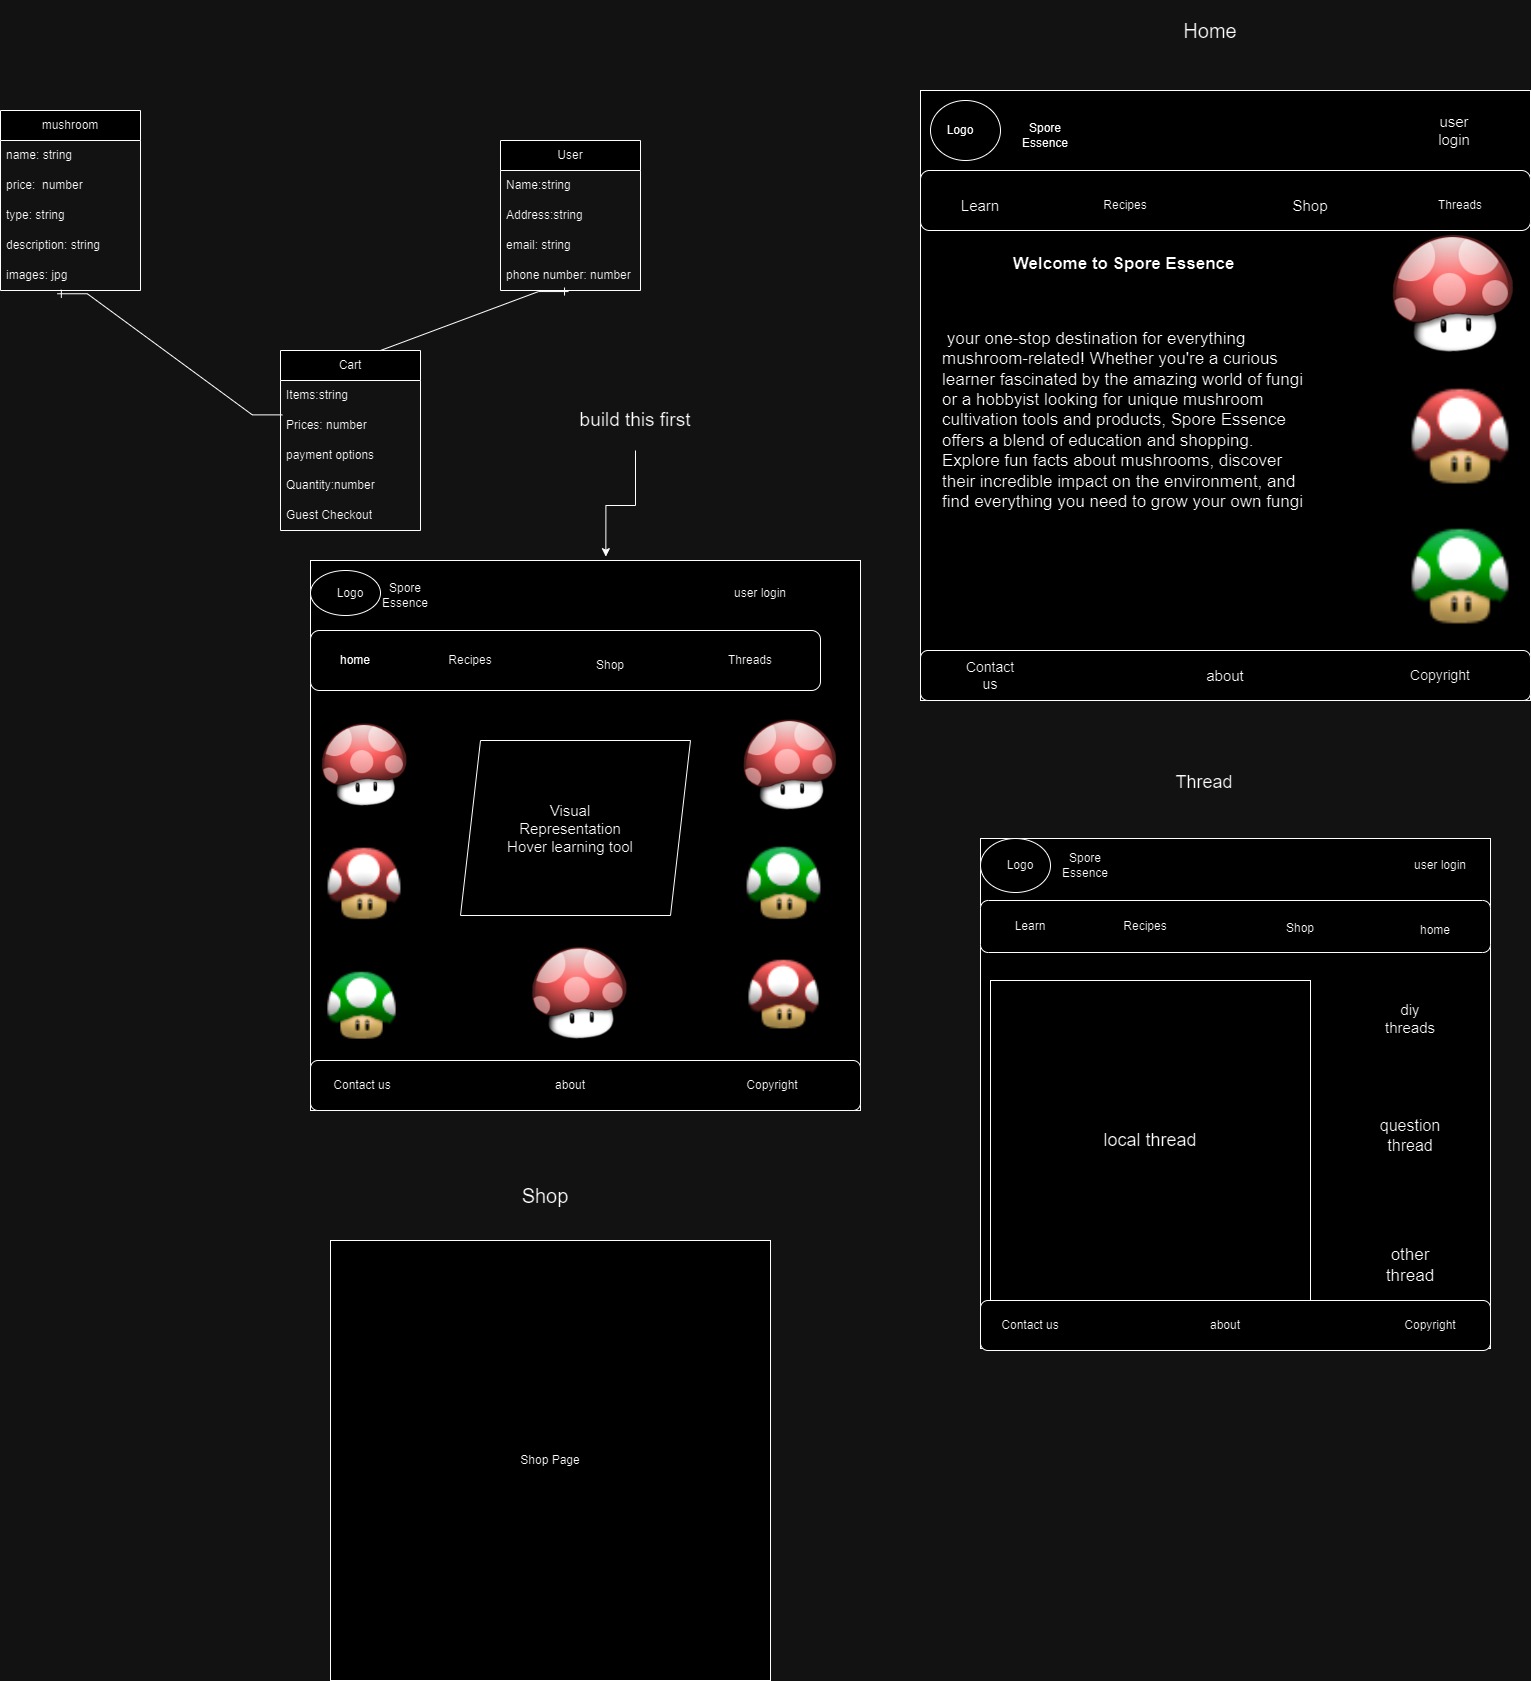 Home
mushroom
name: string
price:  number
type: string
description: string
images: jpg
User
Name:string
Address:string
email: string
phone number: number
Cart
Items:string
Prices: number
payment options
Quantity:number
Guest Checkout
Logo
Spore
Essence
user
login
Learn
Recipes
Shop
Threads
Welcome to Spore Essence
your one-stop destination for everything
mushroom-related! Whether you're a curious
learner fascinated by the amazing world of fungi
or a hobbyist looking for unique mushroom
cultivation tools and products, Spore Essence
offers a blend of education and shopping.
Explore fun facts about mushrooms, discover
their incredible impact on the environment, and
find everything you need to grow your own fungi
Contact
us
about
Copyright
build this first
Logo
Spore
Essence
user login
home
Recipes
Shop
Threads
Visual
Representation
Hover learning tool
Contact us
about
Copyright
Thread
Logo
Spore
Essence
user login
Learn
Recipes
Shop
home
local thread
diy
threads
question
thread
other
thread
Contact us
about
Copyright
Shop
Shop Page